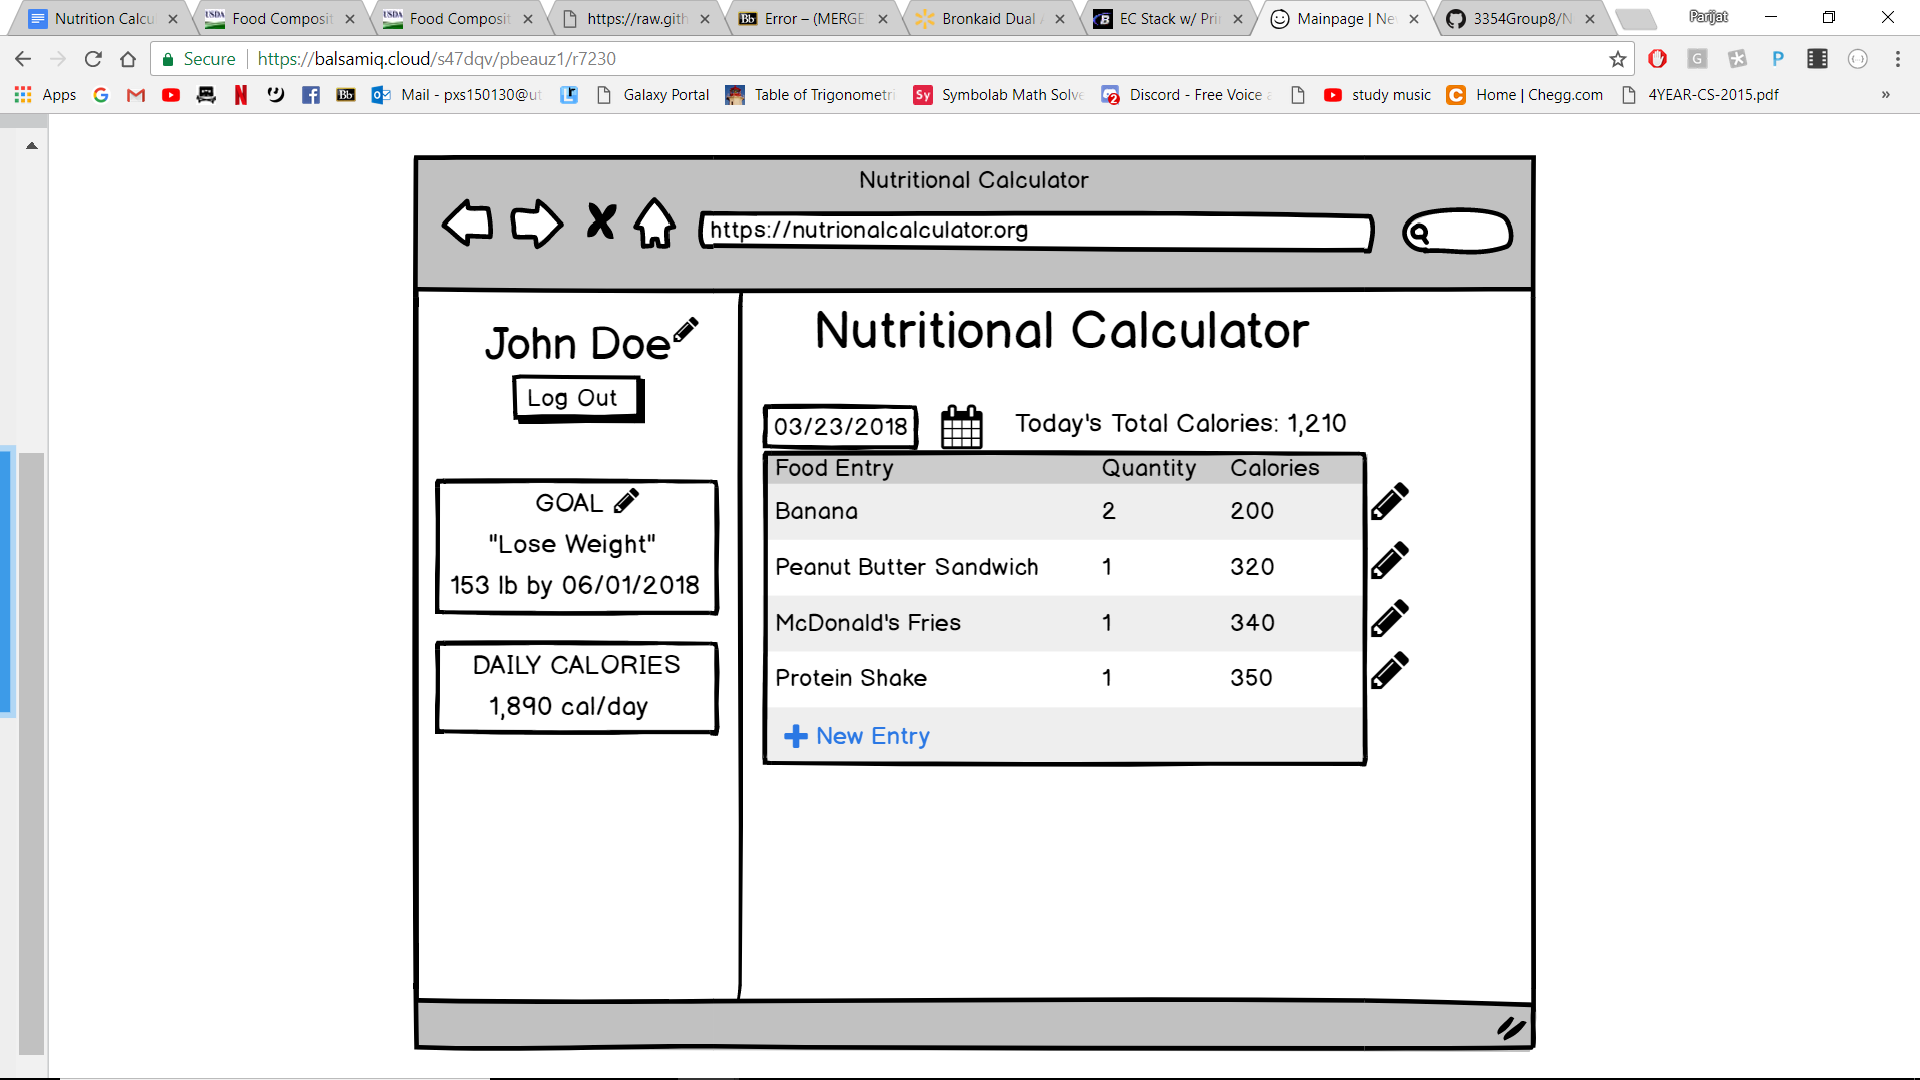 Nutrition Calcu
Food Composit
Food Composit
https://raw.gith
Error – (MERGE
Bronkaid Dual
EC Stack w/ Pri
Mainpage | Ne
3354Group8/N
Parijat
Secure
https://balsamiq.cloud/s47dqv/pbeauz1/r7230
Apps
Mail - pxs150130@ut
Galaxy Portal
Table of Trigonometri
Symbolab Math Solve
Discord - Free Voice
study music
Home | Chegg.com
4YEAR-CS-2015.pdf
»
Nutritional Calculator
https://nutrionalcalculator.org
John Doe
Log Out
GOAL
"Lose Weight"
153 lb by 06/01/2018
DAILY CALORIES
1,890 cal/day
Nutritional Calculator
03/23/2018
Today's Total Calories: 1,210
Food Entry Quantity Calories
Banana 2 200
Peanut Butter Sandwich 1 320
McDonald's Fries 1 340
Protein Shake 1 350
New Entry